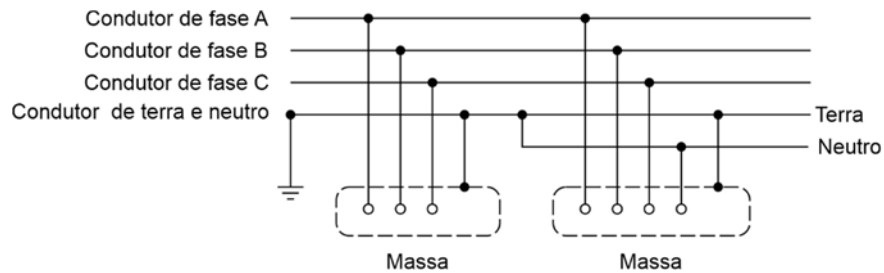 Condutor de fase A
Condutor de fase B
Condutor de fase C
Condutor de terra e neutro
Terra
Neutro
Massa
Massa